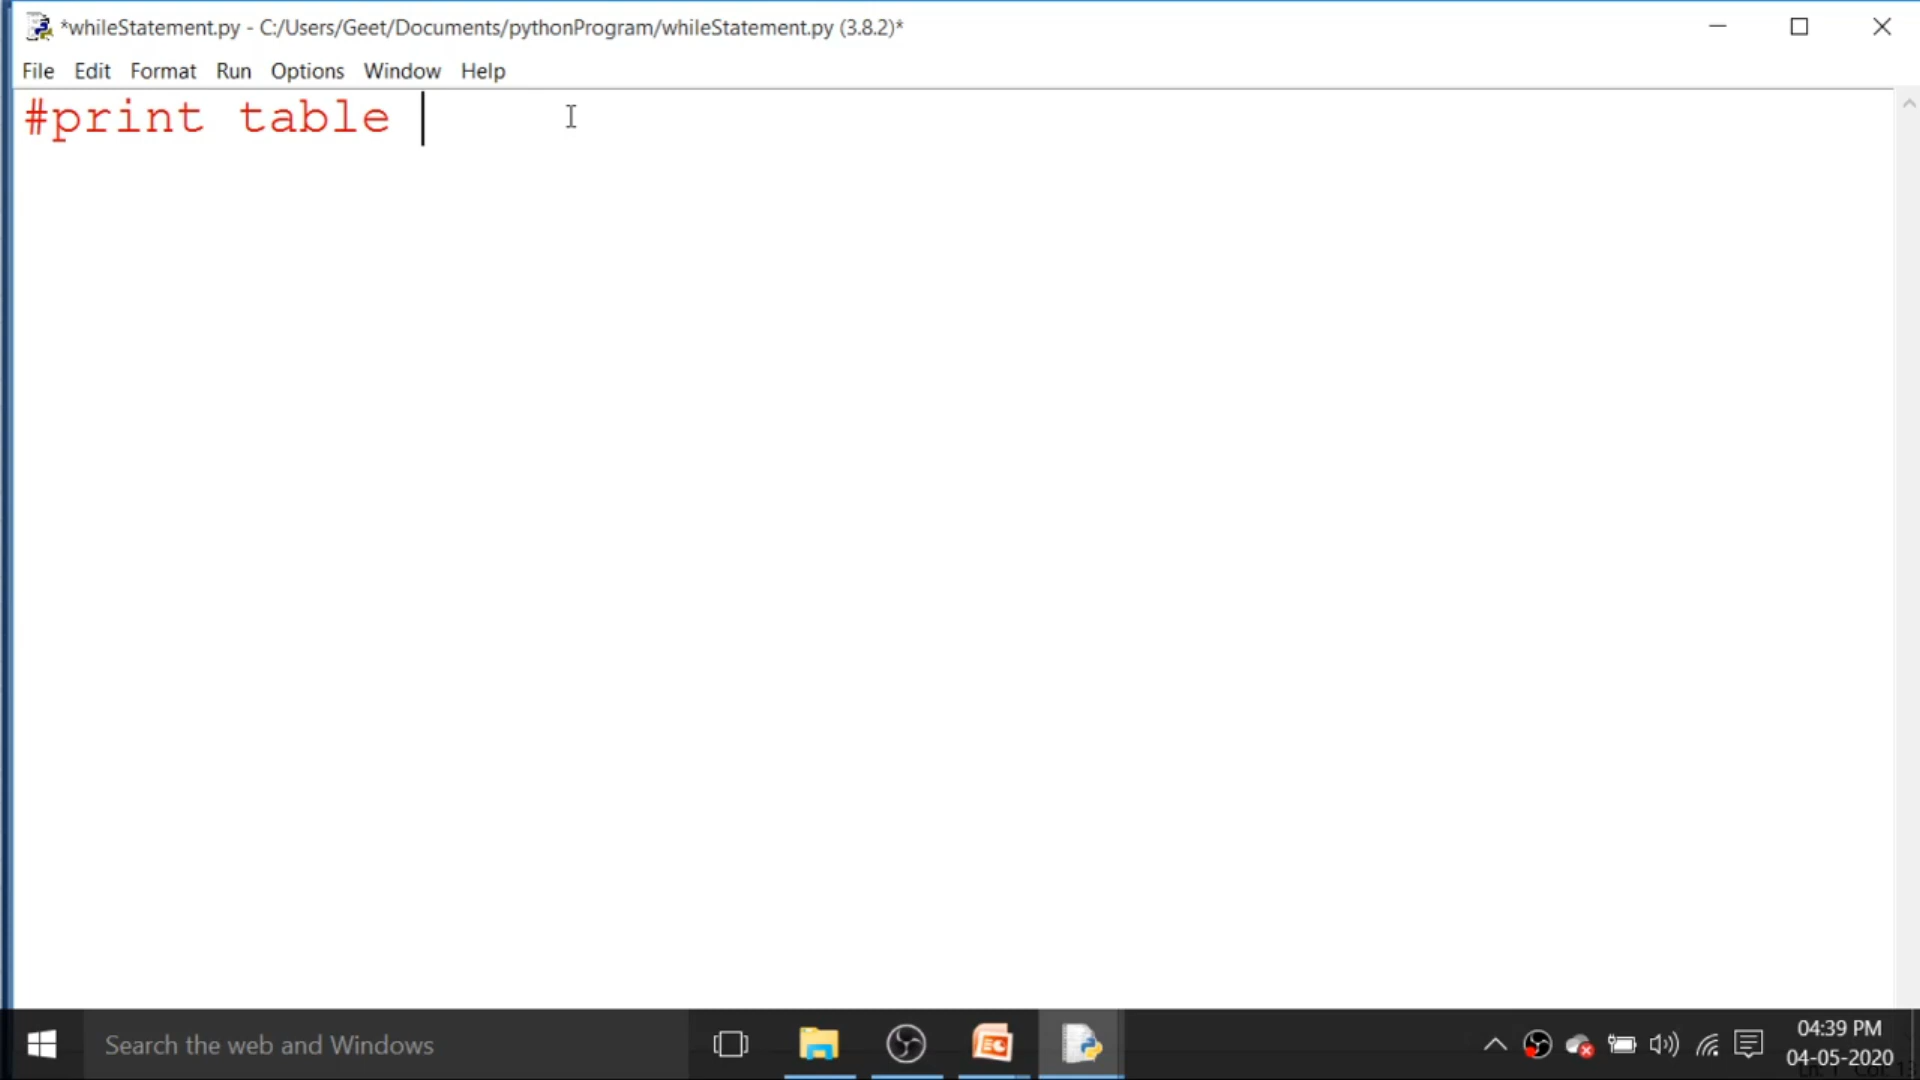 *whileStatement.py - C:/Users/Geet/Documents/pythonProgram/whileStatement.py (3.8.2)*
File Edit Format Run Options Window Help
#print table
Search the web and Windows
04:39 PM
04-05-2020